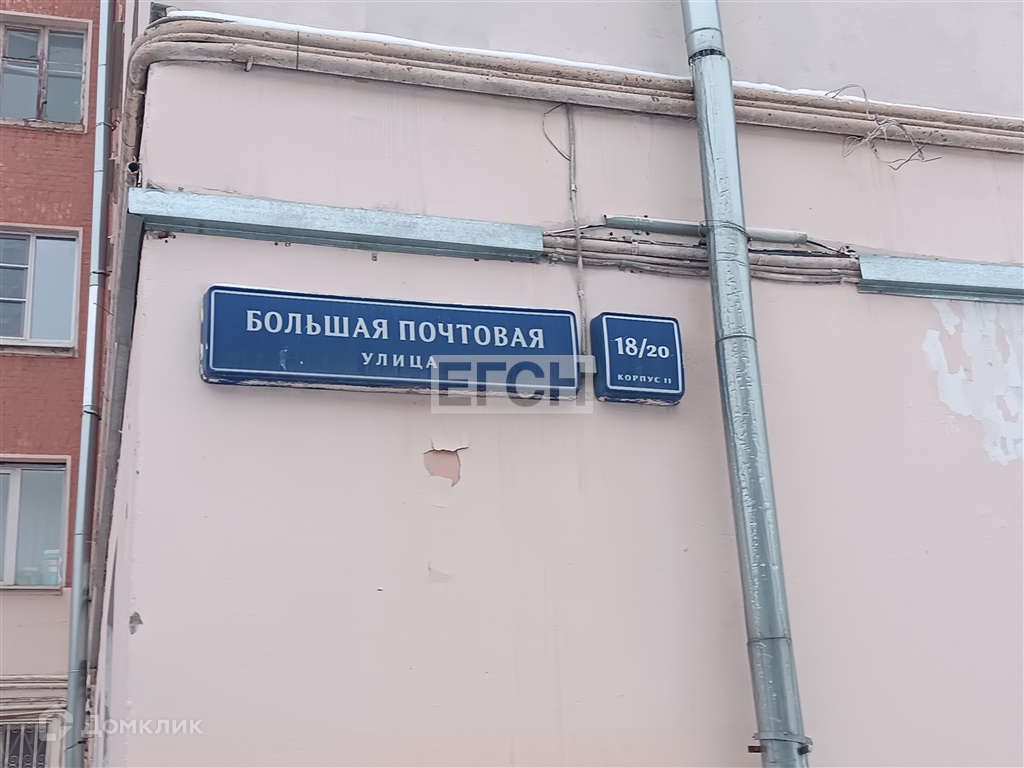 БОЛЬШАЯ ПОЧТОВАЯ
УЛИЦА
18/20
КОРПУС 11
ЕГСН
ДОМКЛИК